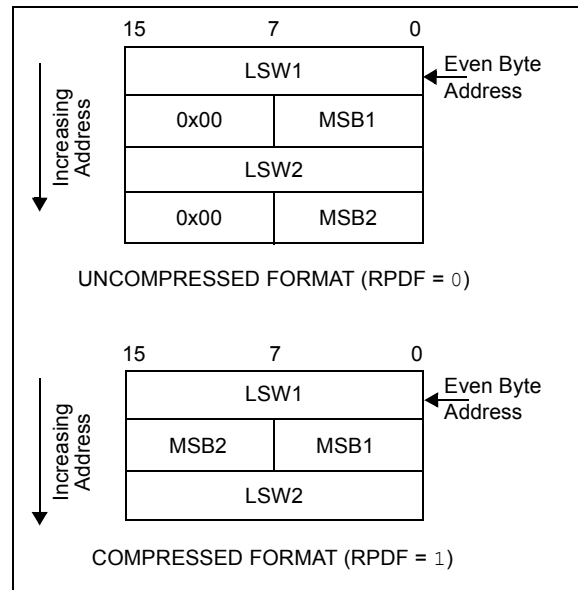 15 7 0
LSW1
Even Byte
Address
0x00 MSB1
LSW2
0x00 MSB2
Increasing
Address
UNCOMPRESSED FORMAT (RPDF = 0)
15 7 0
LSW1
Even Byte
Address
MSB2 MSB1
LSW2
Increasing
Address
COMPRESSED FORMAT (RPDF = 1)